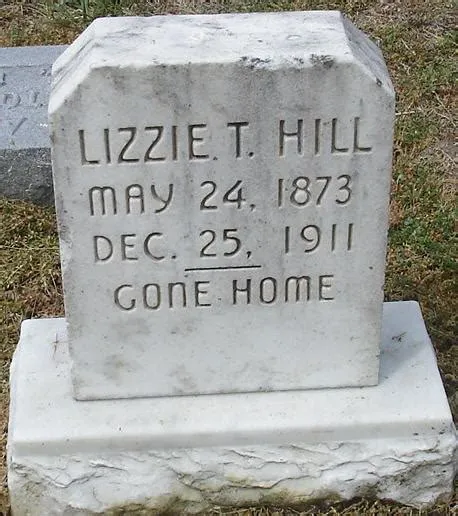 LIZZIE. T. HILL
MAY 24, 1873
DEC. 25, 1911
GONE HOME